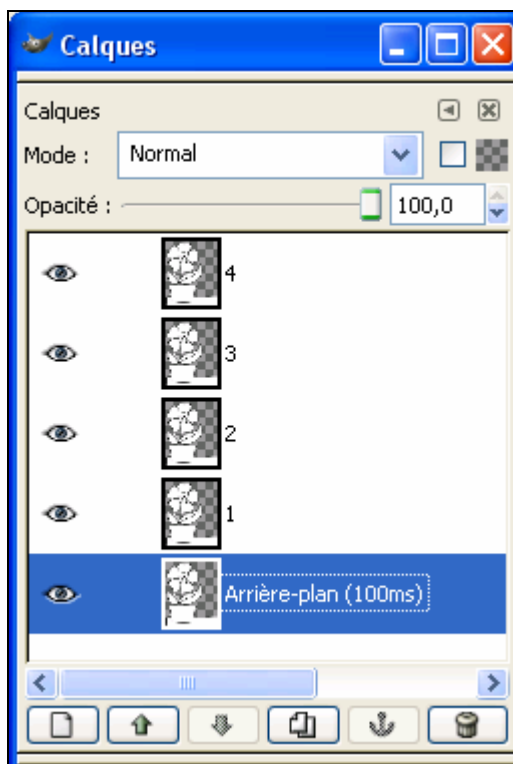 Calques
Calques
Mode : Normal
Opacité : 100,0
4
3
2
1
Arrière-plan (100ms)